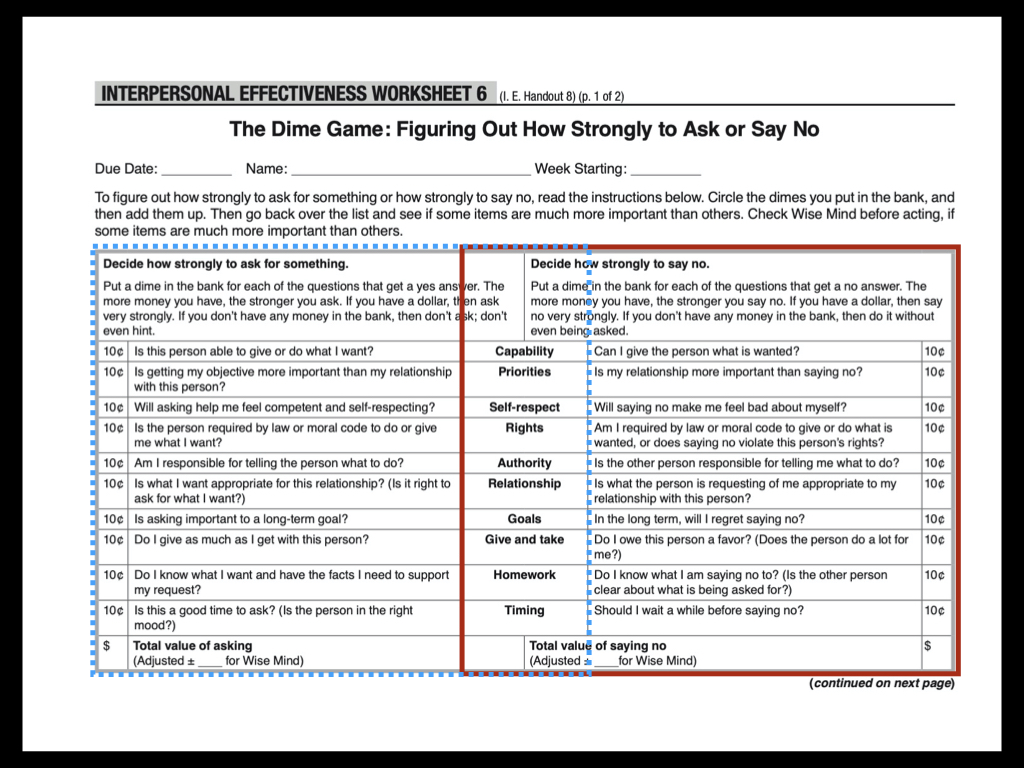 INTERPERSONAL EFFECTIVENESS WORKSHEET 6 (I. E. Handout 8) (p. 1 of 2)
The Dime Game: Figuring Out How Strongly to Ask or Say No
Due Date: _________ Name: ______________________________ Week Starting: _________
To figure out how strongly to ask for something or how strongly to say no, read the instructions below. Circle the dimes you put in the bank, and
then add them up. Then go back over the list and see if some items are much more important than others. Check Wise Mind before acting, if
some items are much more important than others.
Decide how strongly to ask for something.
Put a dime in the bank for each of the questions that get a yes answer. The
more money you have, the stronger you ask. If you have a dollar, then ask
very strongly. If you don't have any money in the bank, then don't ask; don't
even hint.
Decide how strongly to say no.
Put a dime in the bank for each of the questions that get a no answer. The
more money you have, the stronger you say no. If you have a dollar, then say
no very strongly. If you don't have any money in the bank, then do it without
even being asked.
10¢ Is this person able to give or do what I want? Capability Can I give the person what is wanted? 10¢
10¢ Is getting my objective more important than my relationship Priorities Is my relationship more important than saying no? 10¢
with this person?
10¢ Will asking help me feel competent and self-respecting? Self-respect Will saying no make me feel bad about myself? 10¢
10¢ Is the person required by law or moral code to do or give Rights Am I required by law or moral code to give or do what is 10¢
me what I want? wanted, or does saying no violate this person's rights?
10¢ Am I responsible for telling the person what to do? Authority Is the other person responsible for telling me what to do? 10¢
10¢ Is what I want appropriate for this relationship? (Is it right to Relationship Is what the person is requesting of me appropriate to my 10¢
ask for what I want?) relationship with this person?
10¢ Is asking important to a long-term goal? Goals In the long term, will I regret saying no? 10¢
10¢ Do I give as much as I get with this person? Give and take Do I owe this person a favor? (Does the person do a lot for 10¢
me?)
10¢ Do I know what I want and have the facts I need to support Homework Do I know what I am saying no to? (Is the other person 10¢
my request? clear about what is being asked for?)
10¢ Is this a good time to ask? (Is the person in the right Timing Should I wait a while before saying no? 10¢
mood?)
$ Total value of asking Total value of saying no $
(Adjusted ± ____ for Wise Mind) (Adjusted ± ____for Wise Mind)
(continued on next page)